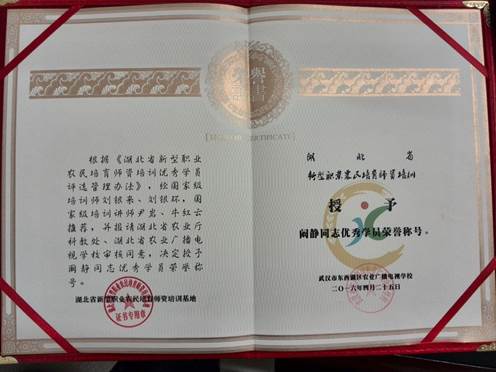 荣誉
證書
HONOR CERTIFICATE
根据《湖北省新型职业
农民培育师资培训优秀学员
评选管理办法》,经国家级
培训师刘银来、刘银环,国
家级培训讲师尹岩、牛红云
推荐,并报请湖北省农业厅
科教处、湖北省农业广播电
视学校审核同意,决定授予
阚静同志优秀学员荣誉称
号。
湖北省新型职业农民培育师资培训基地
证书专用章
湖北省
新型职业农民培育师资培训
授予
阚静同志优秀学员荣誉称号。
武汉市东西湖区农业广播电视学校
二〇一六年四月二十五日